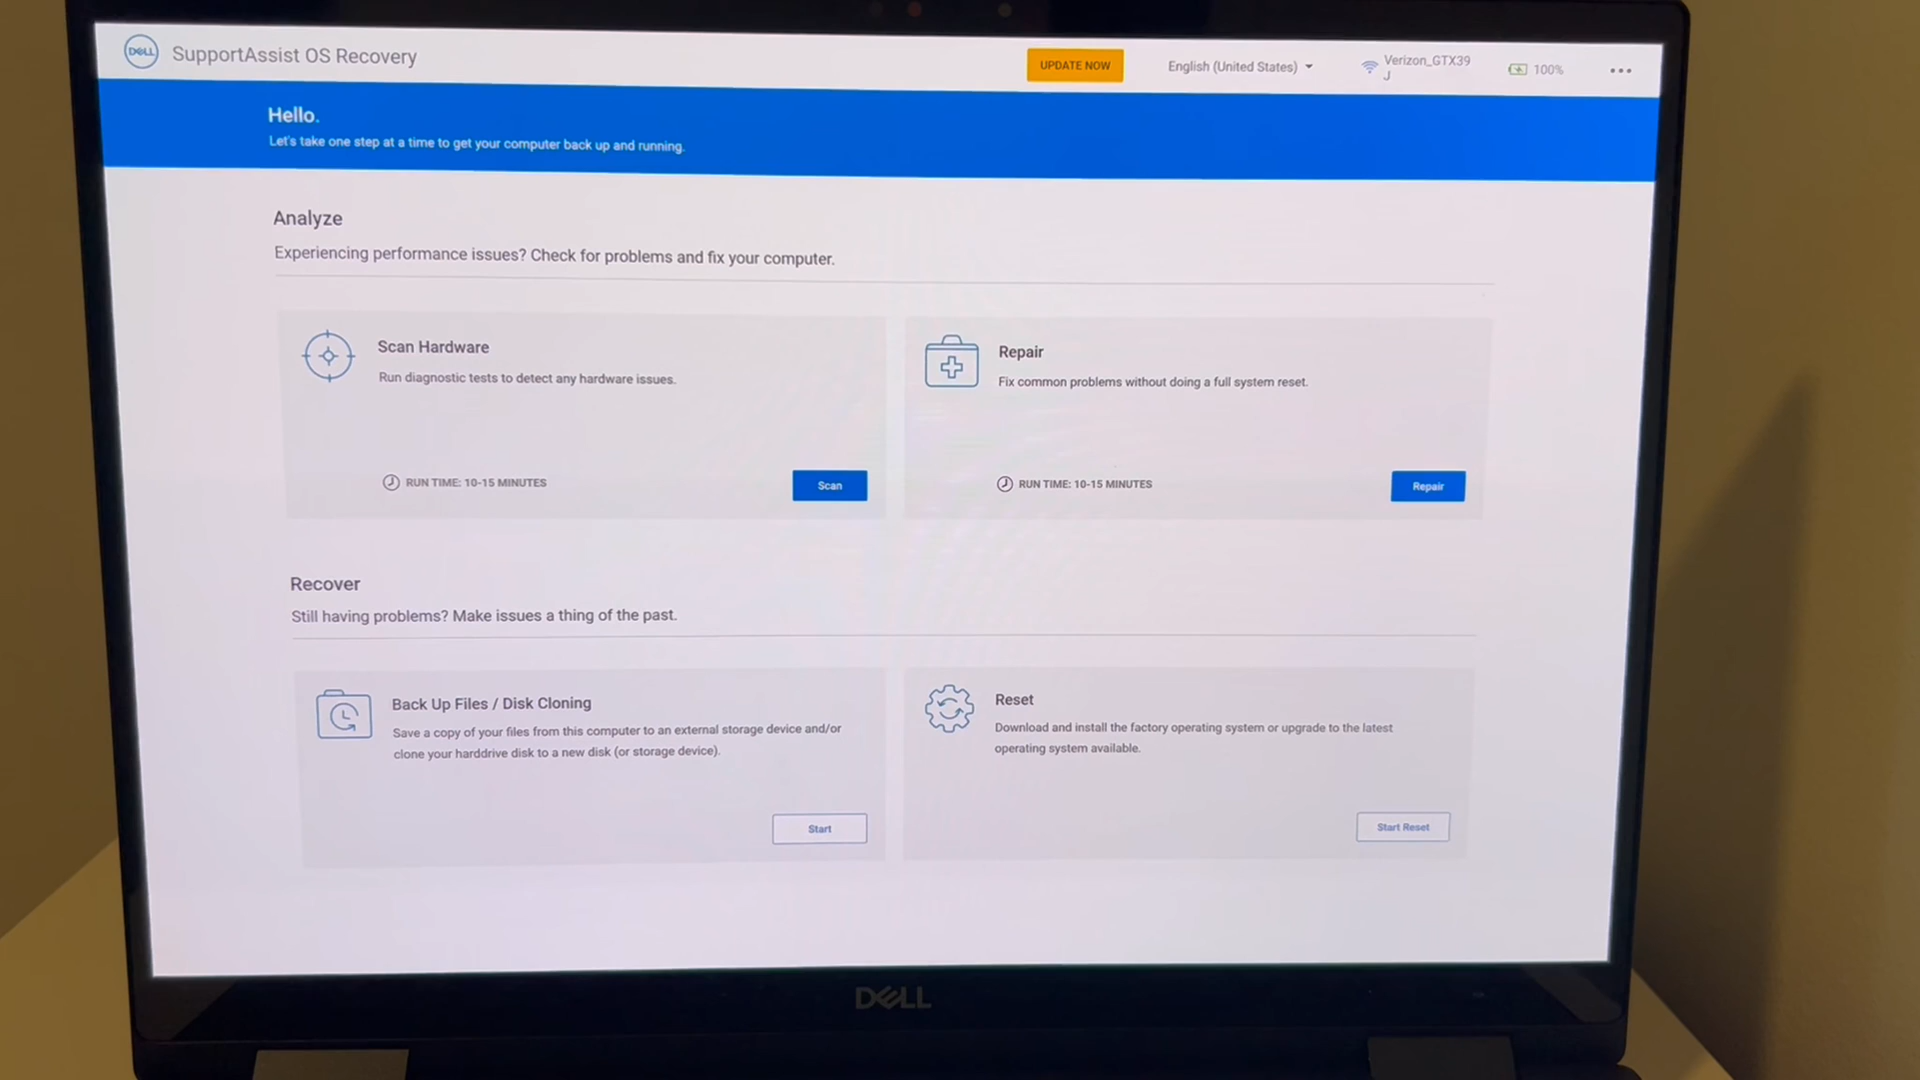 DELL
SupportAssist OS Recovery
UPDATE NOW
English (United States)
Verizon_GTX39
J
100%
Hello.
Let's take one step at a time to get your computer back up and running.
Analyze
Experiencing performance issues? Check for problems and fix your computer.
Scan Hardware
Run diagnostic tests to detect any hardware issues.
RUN TIME: 10-15 MINUTES
Scan
Repair
Fix common problems without doing a full system reset.
RUN TIME: 10-15 MINUTES
Repair
Recover
Still having problems? Make issues a thing of the past.
Back Up Files / Disk Cloning
Save a copy of your files from this computer to an external storage device and/or
clone your harddrive disk to a new disk (or storage device).
Start
Reset
Download and install the factory operating system or upgrade to the latest
operating system available.
Start Reset
DELL